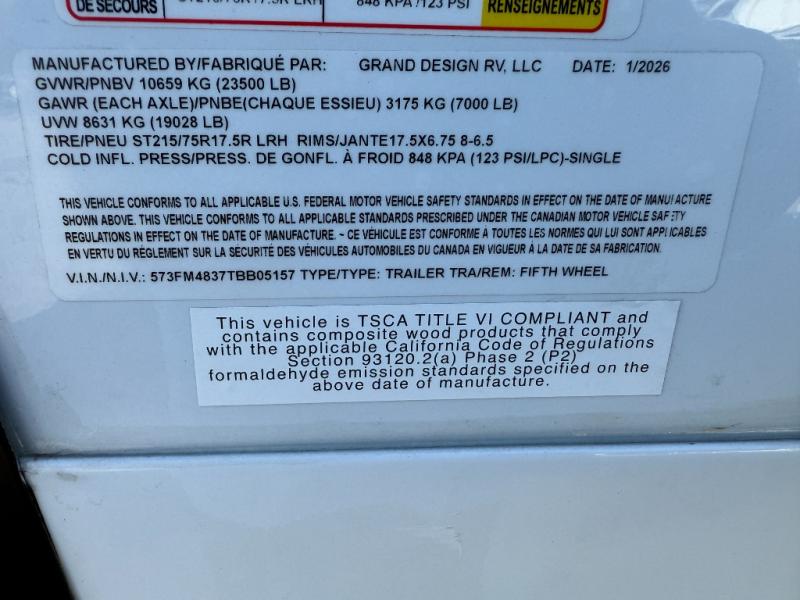 DE SECOURS
848 KPA /123 PSI
RENSEIGNEMENTS
MANUFACTURED BY/FABRIQUÉ PAR: GRAND DESIGN RV, LLC DATE: 1/2026
GVWR/PNBV 10659 KG (23500 LB)
GAWR (EACH AXLE)/PNBE(CHAQUE ESSIEU) 3175 KG (7000 LB)
UVW 8631 KG (19028 LB)
TIRE/PNEU ST215/75R17.5R LRH RIMS/JANTE17.5X6.75 8-6.5
COLD INFL. PRESS/PRESS. DE GONFL. À FROID 848 KPA (123 PSI/LPC)-SINGLE
THIS VEHICLE CONFORMS TO ALL APPLICABLE U.S. FEDERAL MOTOR VEHICLE SAFETY STANDARDS IN EFFECT ON THE DATE OF MANUFACTURE
SHOWN ABOVE. THIS VEHICLE CONFORMS TO ALL APPLICABLE STANDARDS PRESCRIBED UNDER THE CANADIAN MOTOR VEHICLE SAFETY
REGULATIONS IN EFFECT ON THE DATE OF MANUFACTURE. ~ CE VÉHICULE EST CONFORME À TOUTES LES NORMES QUI LUI SONT APPLICABLES
EN VERTU DU RÉGLEMENT SUR LA SECURITÉ DES VÉHICULES AUTOMOBILES DU CANADA EN VIGUEUR À LA DATE DE SA FABRICATION.
V.I.N./N.I.V.: 573FM4837TBB05157 TYPE/TYPE: TRAILER TRA/REM: FIFTH WHEEL
This vehicle is TSCA TITLE VI COMPLIANT and
contains composite wood products that comply
with the applicable California Code of Regulations
Section 93120.2(a) Phase 2 (P2)
formaldehyde emission standards specified on the
above date of manufacture.